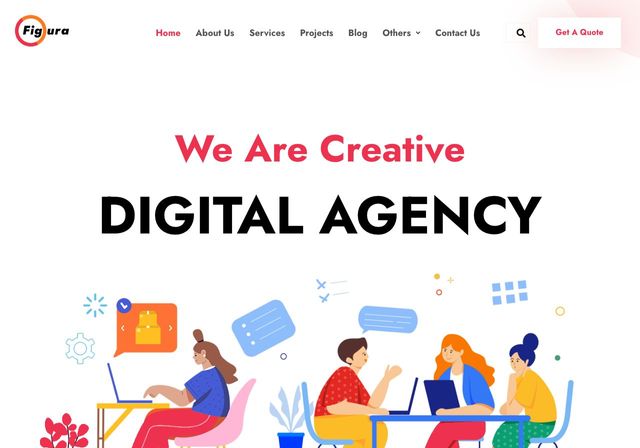 Figura
Home About Us Services Projects Blog Others Contact Us Get A Quote
We Are Creative
DIGITAL AGENCY